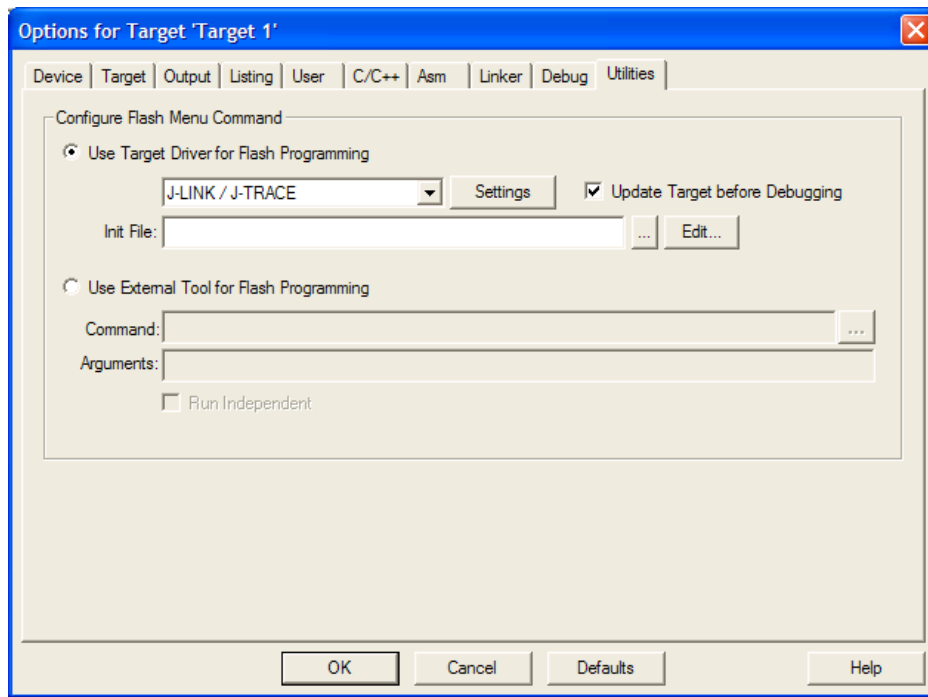 Options for Target 'Target 1'
Device Target Output Listing User C/C++ Asm Linker Debug Utilities
Configure Flash Menu Command
Use Target Driver for Flash Programming
J-LINK / J-TRACE Settings Update Target before Debugging
Init File: ... Edit...
Use External Tool for Flash Programming
Command: ...
Arguments:
Run Independent
OK Cancel Defaults Help